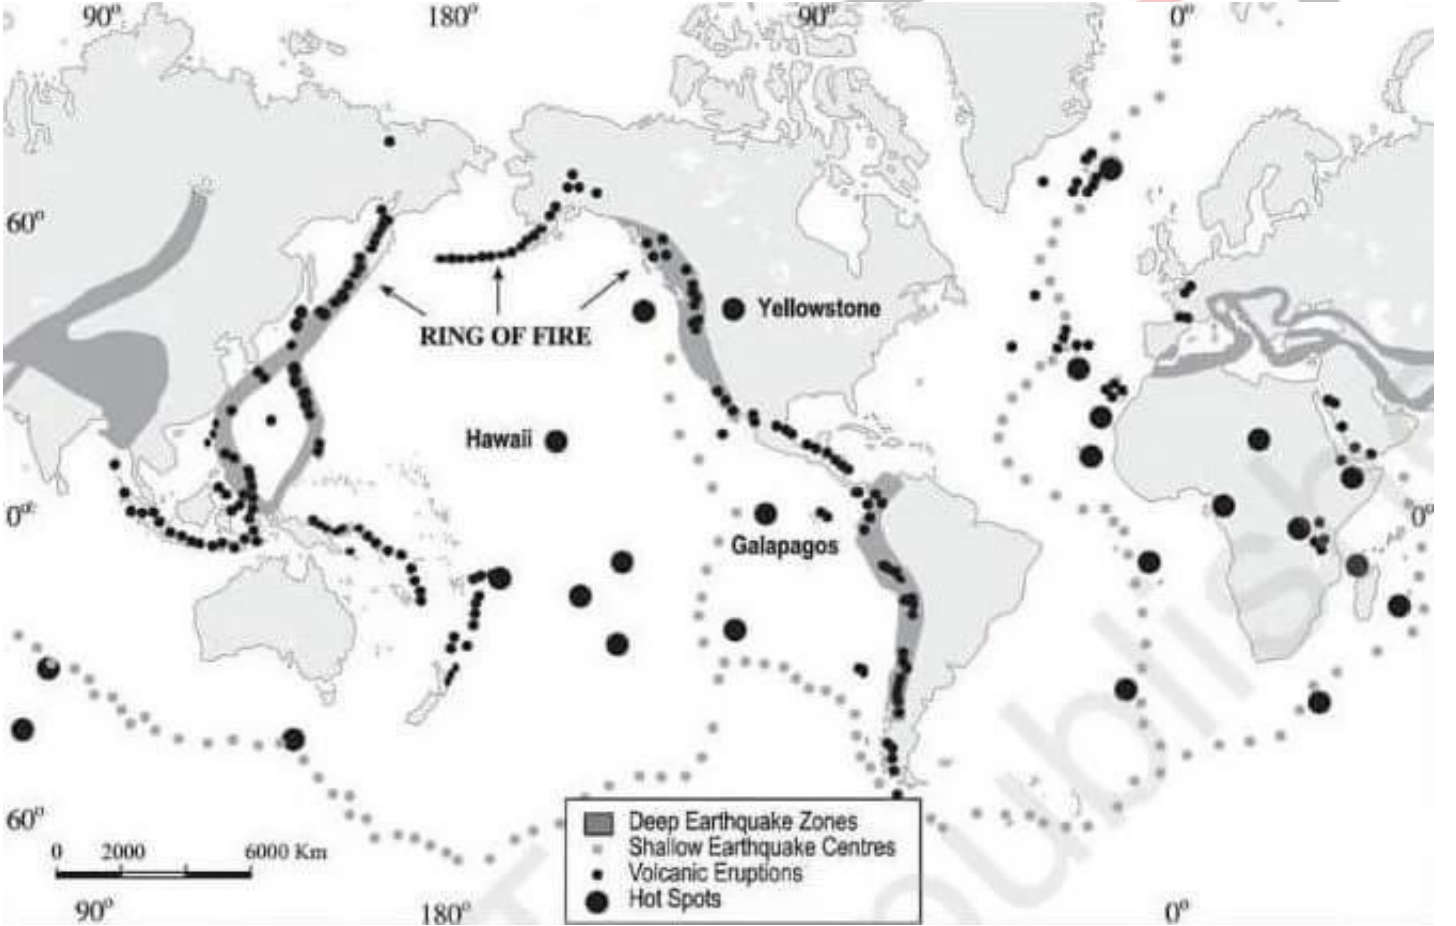 90° 180° 90° 0°
60°
Yellowstone
RING OF FIRE
Hawaii
0° 0°
Galapagos
60°
Deep Earthquake Zones
Shallow Earthquake Centres
Volcanic Eruptions
Hot Spots
0 2000 6000 Km
90° 180° 0°